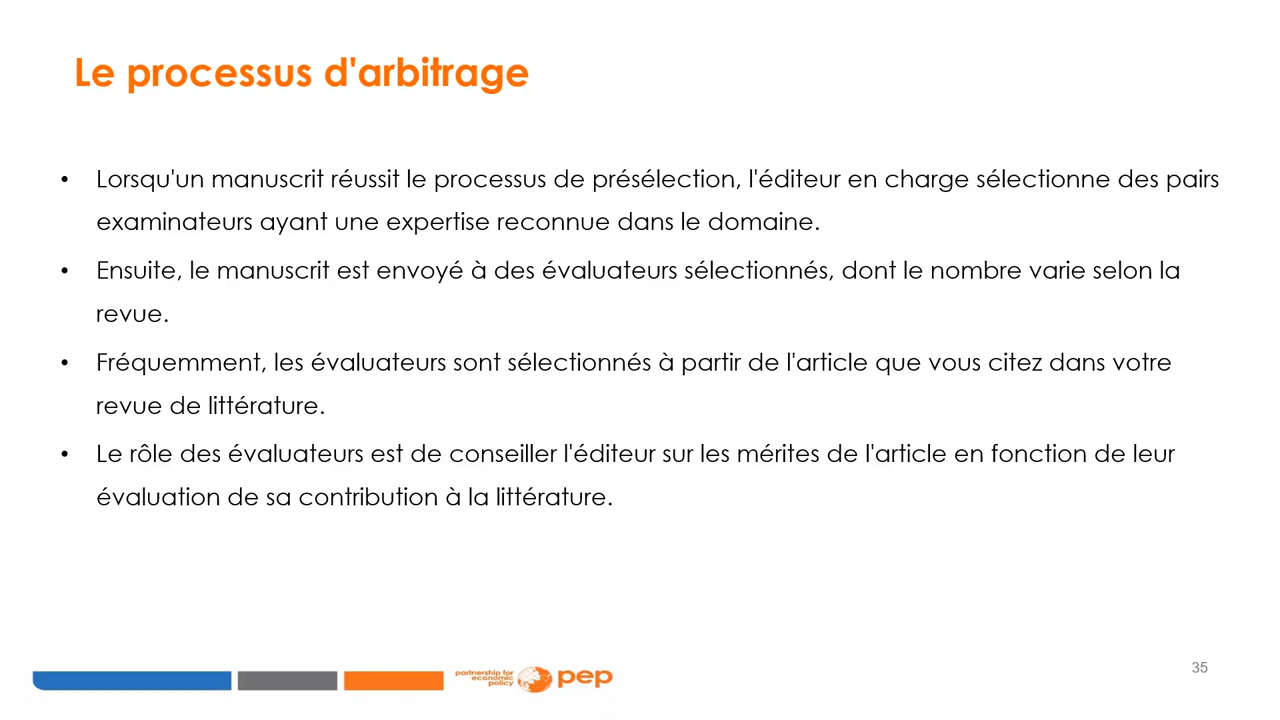 Le processus d'arbitrage
• Lorsqu'un manuscrit réussit le processus de présélection, l'éditeur en charge sélectionne des pairs
examinateurs ayant une expertise reconnue dans le domaine.
• Ensuite, le manuscrit est envoyé à des évaluateurs sélectionnés, dont le nombre varie selon la
revue.
• Fréquemment, les évaluateurs sont sélectionnés à partir de l'article que vous citez dans votre
revue de littérature.
• Le rôle des évaluateurs est de conseiller l'éditeur sur les mérites de l'article en fonction de leur
évaluation de sa contribution à la littérature.
partnership for
economic
policy
pep
35